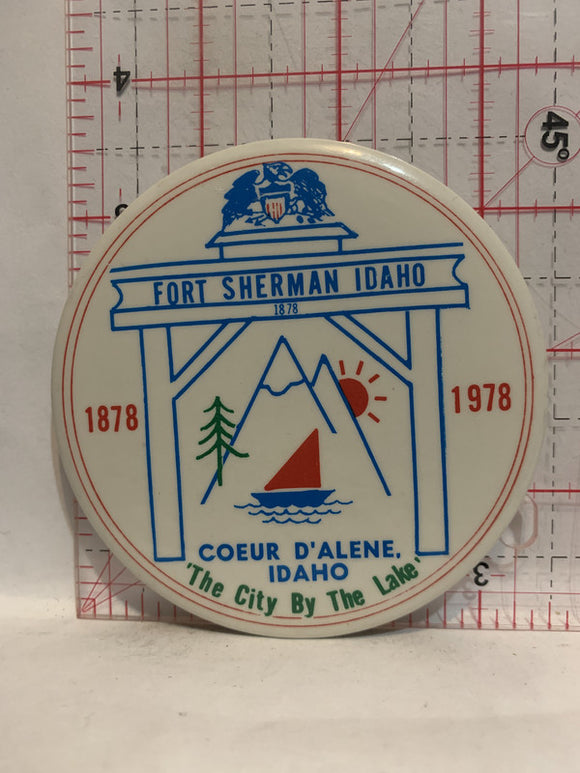 4
45°
FORT SHERMAN IDAHO
1878
1878
1978
COEUR D'ALENE,
IDAHO
'The City By The Lake'
3